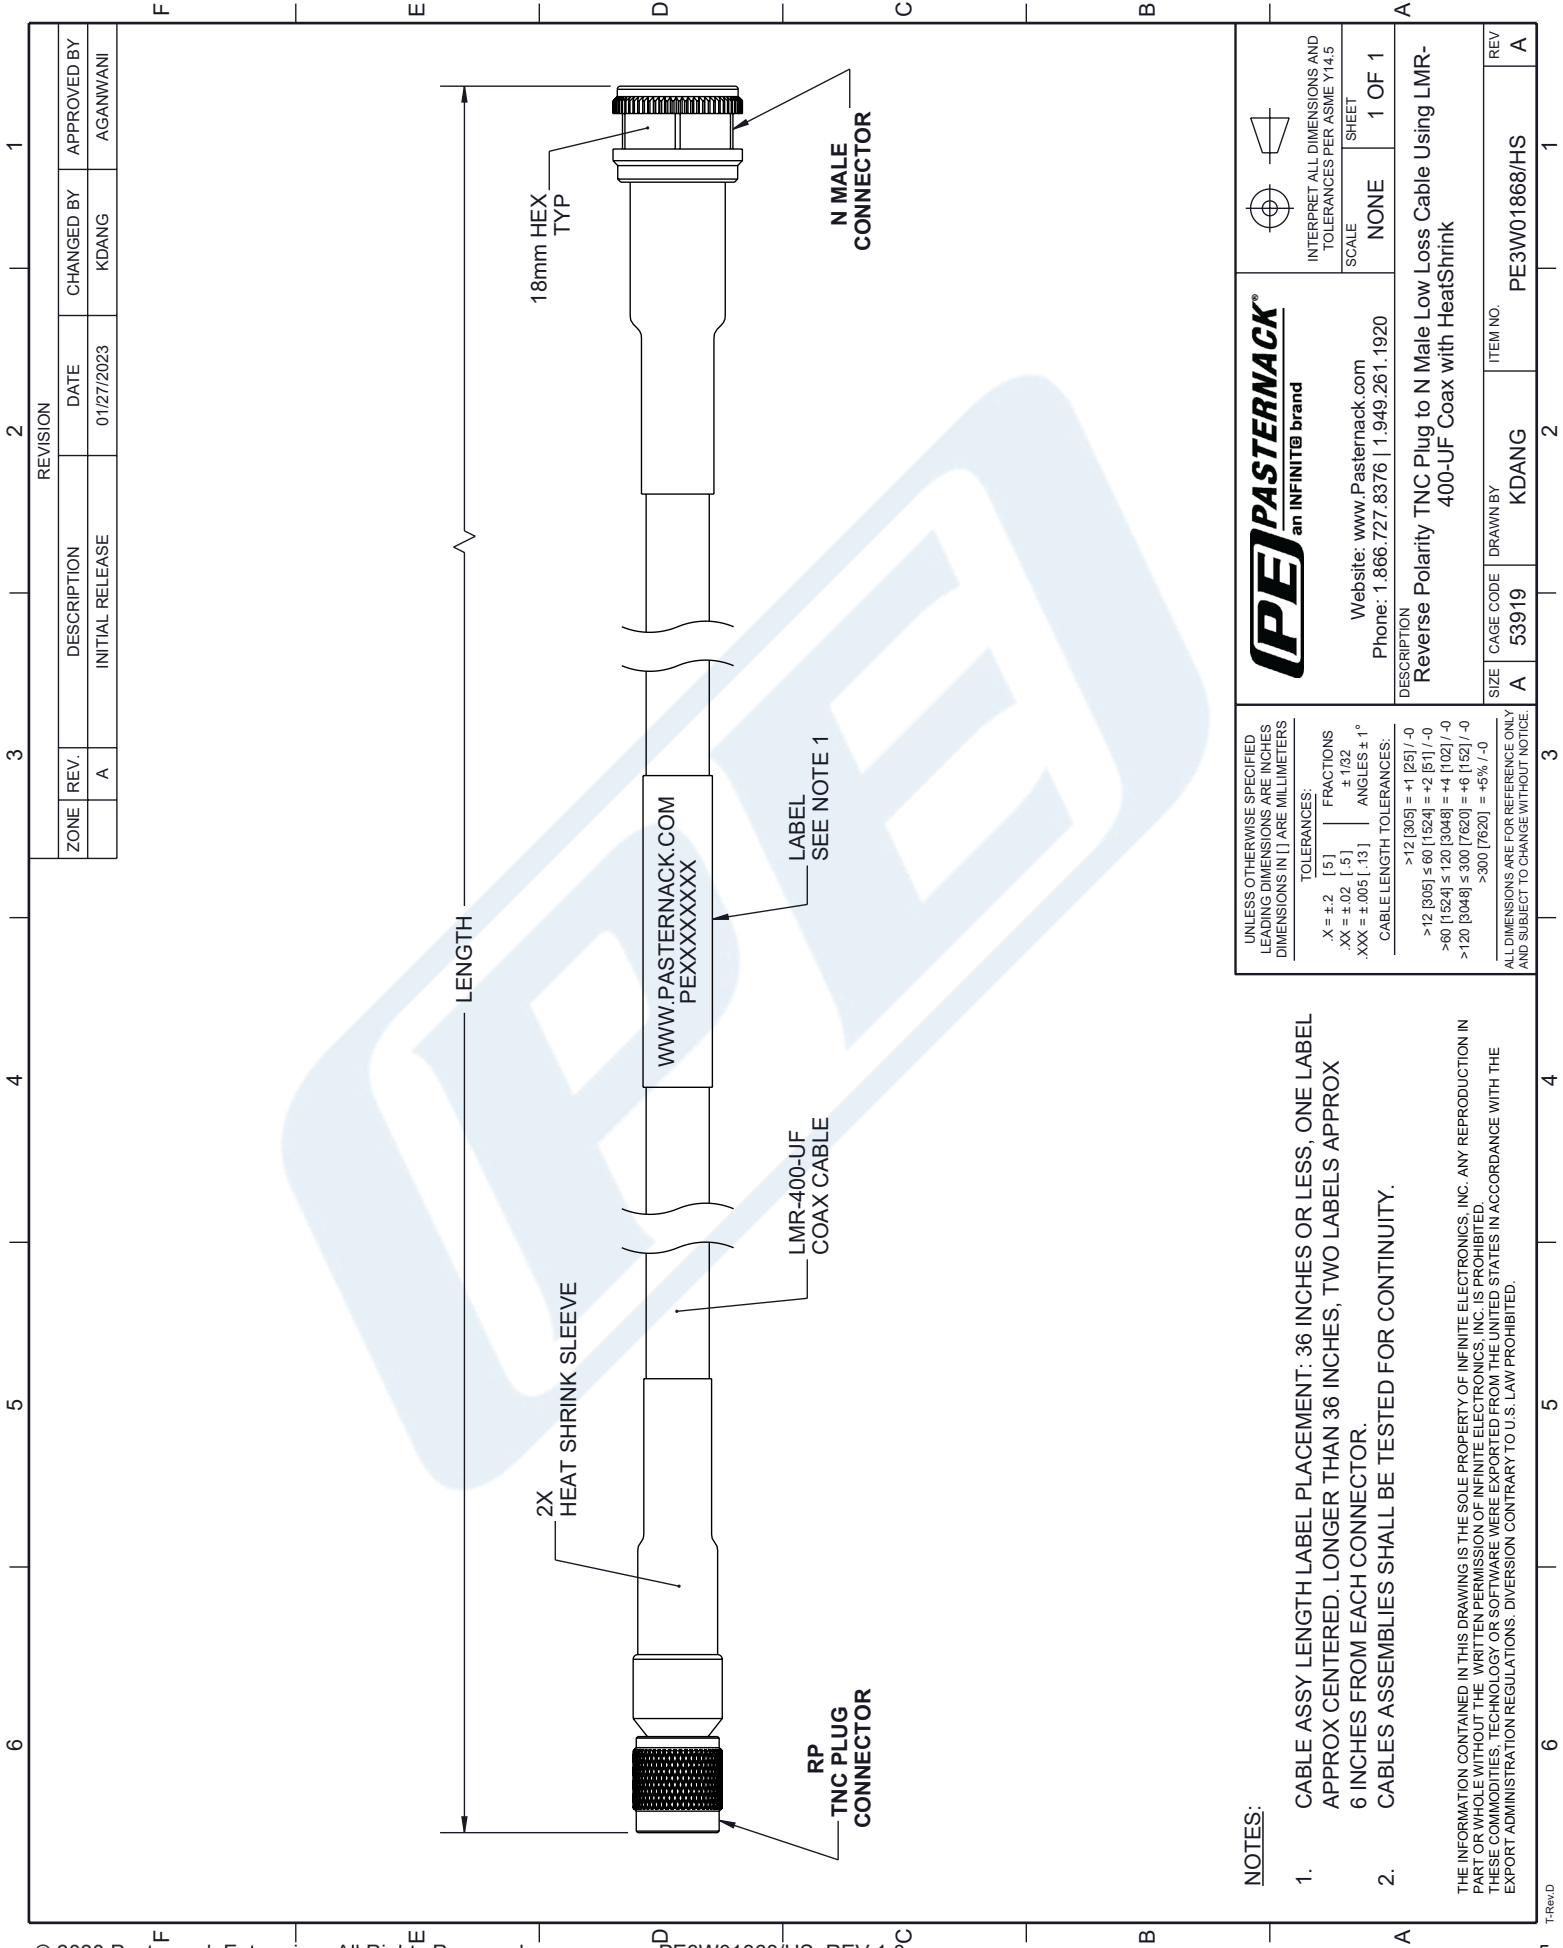 REVISION
ZONE REV. DESCRIPTION DATE CHANGED BY APPROVED BY
A INITIAL RELEASE 01/27/2023 KDANG AGANWANI
6 5 4 3 2 1
F
E
D
C
B
A
LENGTH
18mm HEX
TYP
2X
HEAT SHRINK SLEEVE
WWW.PASTERNACK.COM
PEXXXXXXXX
LMR-400-UF
COAX CABLE
LABEL
SEE NOTE 1
RP
TNC PLUG
CONNECTOR
N MALE
CONNECTOR
NOTES:
1. CABLE ASSY LENGTH LABEL PLACEMENT: 36 INCHES OR LESS, ONE LABEL
APPROX CENTERED. LONGER THAN 36 INCHES, TWO LABELS APPROX
6 INCHES FROM EACH CONNECTOR.
2. CABLES ASSEMBLIES SHALL BE TESTED FOR CONTINUITY.
THE INFORMATION CONTAINED IN THIS DRAWING IS THE SOLE PROPERTY OF INFINITE ELECTRONICS, INC. ANY REPRODUCTION IN
PART OR WHOLE WITHOUT THE WRITTEN PERMISSION OF INFINITE ELECTRONICS, INC. IS PROHIBITED.
THESE COMMODITIES, TECHNOLOGY OR SOFTWARE WERE EXPORTED FROM THE UNITED STATES IN ACCORDANCE WITH THE
EXPORT ADMINISTRATION REGULATIONS. DIVERSION CONTRARY TO U.S. LAW PROHIBITED.
UNLESS OTHERWISE SPECIFIED
LEADING DIMENSIONS ARE INCHES
DIMENSIONS IN [ ] ARE MILLIMETERS
TOLERANCES:
.X = ±.2 [ 5 ] FRACTIONS
.XX = ±.02 [ .5 ] ± 1/32
.XXX = ±.005 [ .13 ] ANGLES ± 1°
CABLE LENGTH TOLERANCES:
>12 [305] = +1 [25] / -0
>12 [305] ≤ 60 [1524] = +2 [51] / -0
>60 [1524] ≤ 120 [3048] = +4 [102] / -0
>120 [3048] ≤ 300 [7620] = +6 [152] / -0
>300 [7620] = +5% / -0
ALL DIMENSIONS ARE FOR REFERENCE ONLY
AND SUBJECT TO CHANGE WITHOUT NOTICE.
PE PASTERNACK®
an INFINIT® brand
Website: www.Pasternack.com
Phone: 1.866.727.8376 | 1.949.261.1920
INTERPRET ALL DIMENSIONS AND
TOLERANCES PER ASME Y14.5
SCALE NONE
SHEET 1 OF 1
DESCRIPTION
Reverse Polarity TNC Plug to N Male Low Loss Cable Using LMR-
400-UF Coax with HeatShrink
SIZE A
CAGE CODE 53919
DRAWN BY KDANG
ITEM NO. PE3W01868/HS
REV A
6 5 4 3 2 1
F
E
D
C
B
A
T-Rev.D